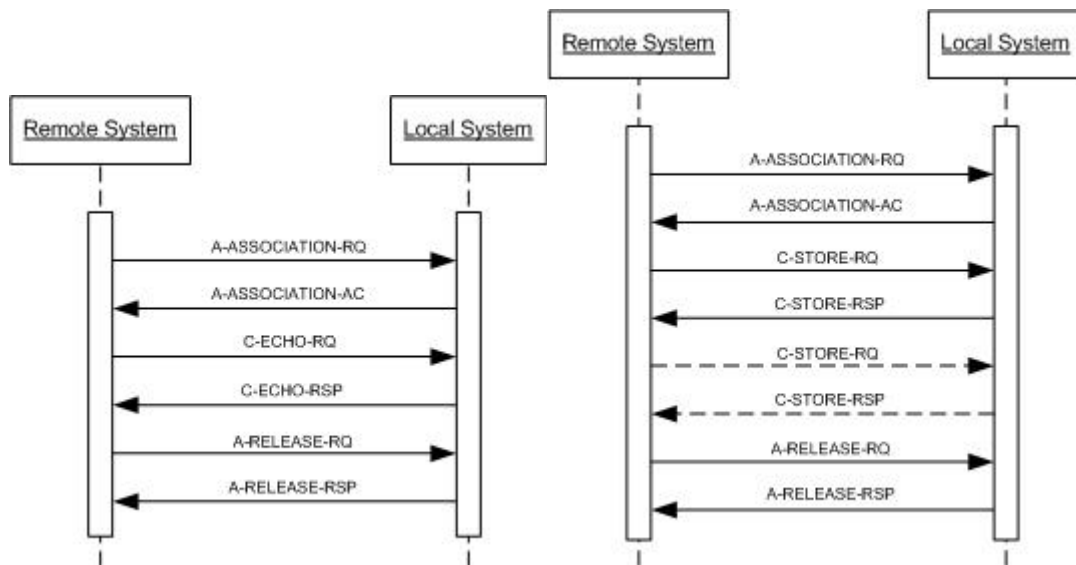 Remote System
Local System
A-ASSOCIATION-RQ
A-ASSOCIATION-AC
C-ECHO-RQ
C-ECHO-RSP
A-RELEASE-RQ
A-RELEASE-RSP
Remote System
Local System
A-ASSOCIATION-RQ
A-ASSOCIATION-AC
C-STORE-RQ
C-STORE-RSP
C-STORE-RQ
C-STORE-RSP
A-RELEASE-RQ
A-RELEASE-RSP